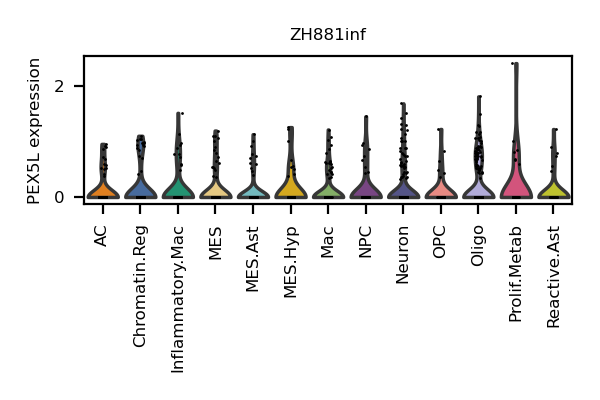 ZH881inf
PEX5L expression
2
0
AC
Chromatin.Reg
Inflammatory.Mac
MES
MES.Ast
MES.Hyp
Mac
NPC
Neuron
OPC
Oligo
Prolif.Metab
Reactive.Ast